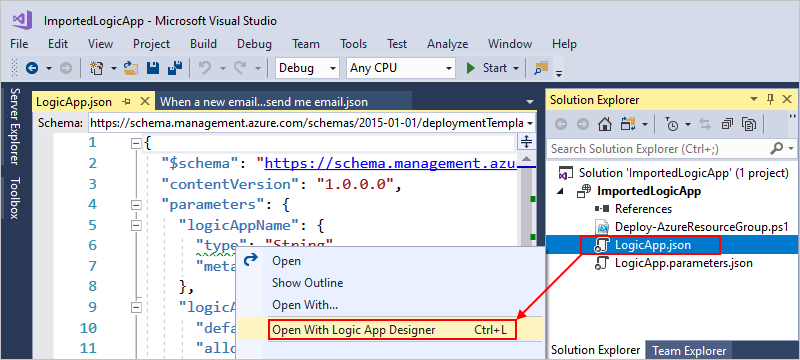 ImportedLogicApp - Microsoft Visual Studio
File Edit View Project Build Debug Team Tools Test Analyze Window Help
Debug Any CPU Start
Server Explorer
Toolbox
LogicApp.json When a new email...send me email.json
Schema: https://schema.management.azure.com/schemas/2015-01-01/deploymentTempla
1 {
2 "$schema": "https://schema.management.azu
3 "contentVersion": "1.0.0.0",
4 "parameters": {
5 "logicAppName": {
6 "type": "String"
7 "meta
8 },
9 "logicA
10 "defa
11 "allo
Open
Show Outline
Open With...
Open With Logic App Designer Ctrl+L
Solution Explorer
Search Solution Explorer (Ctrl+;)
Solution 'ImportedLogicApp' (1 project)
ImportedLogicApp
References
Deploy-AzureResourceGroup.ps1
LogicApp.json
LogicApp.parameters.json
Solution Explorer Team Explorer